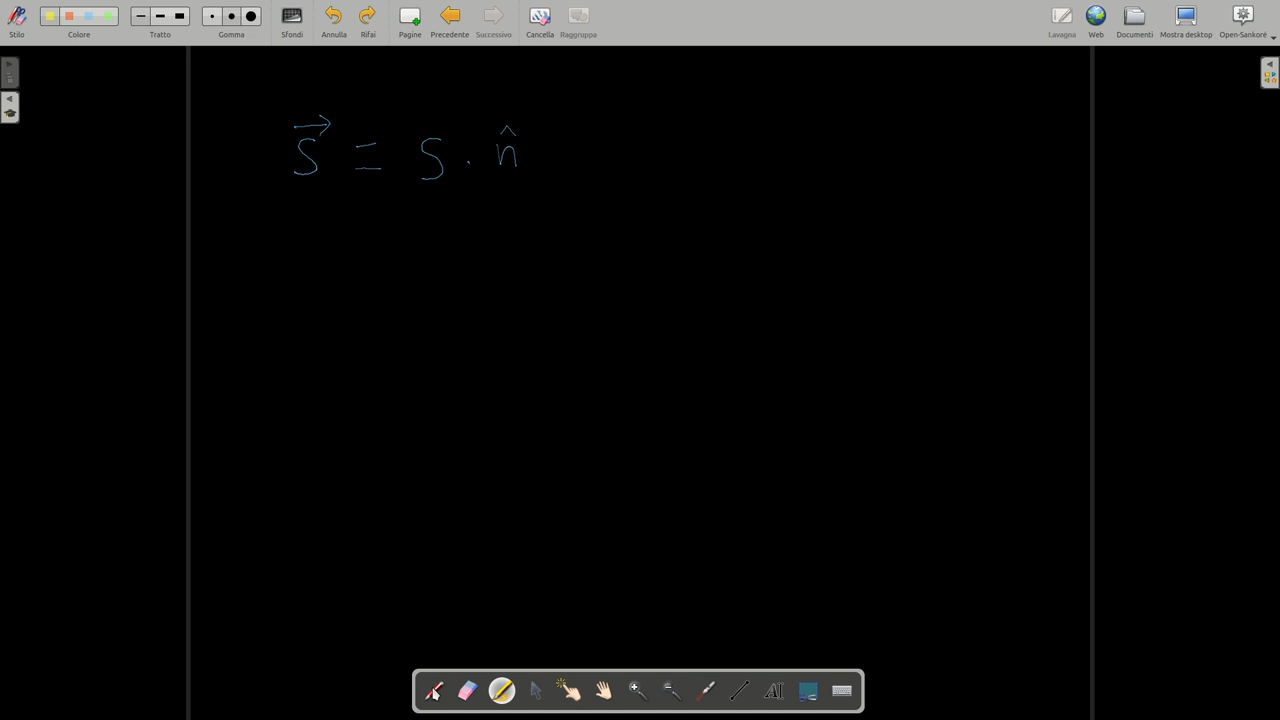 Stilo Colore Tratto Gomma Sfondi Annulla Rifai Pagine Precedente Successivo Cancella Raggruppa Lavagna Web Documenti Mostra desktop Open-Sankoré
S⃗ = S · n̂
AI